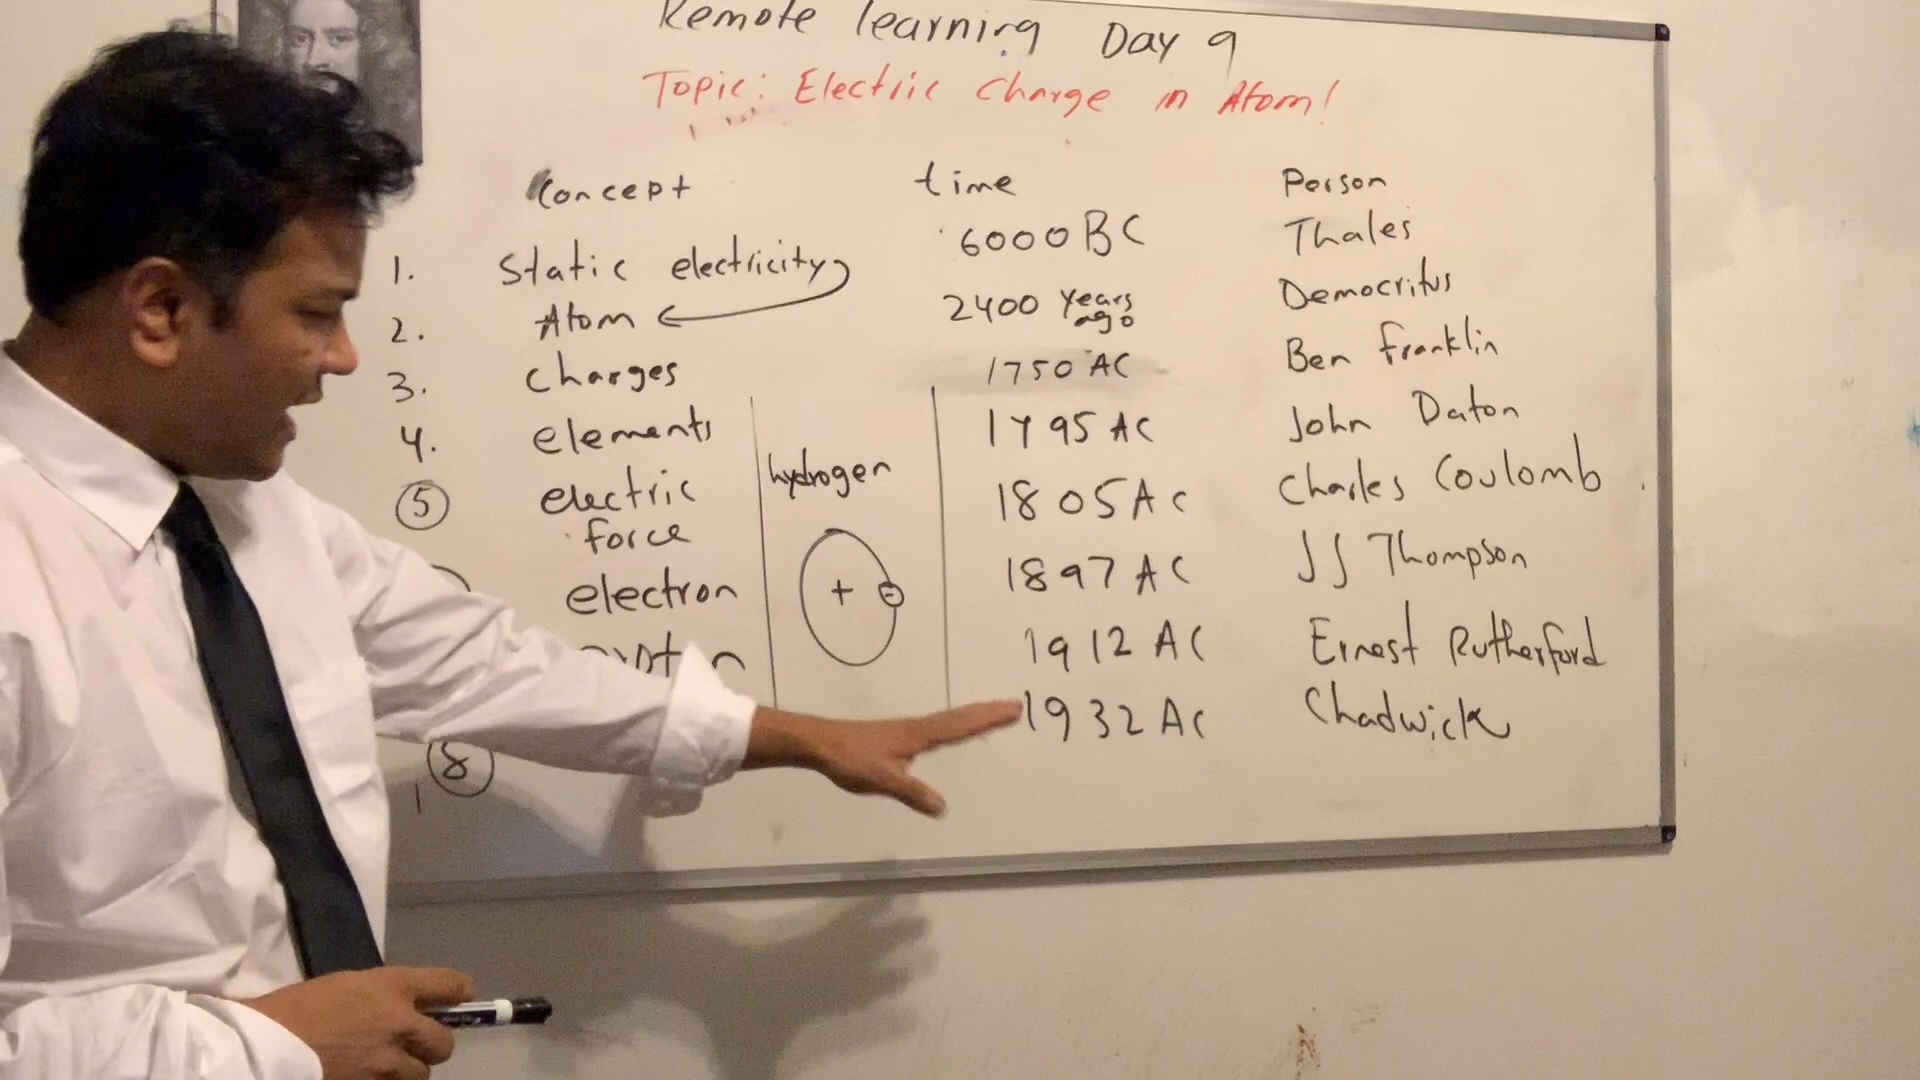 Remote learning Day 9
Topic: Electric Charge in Atom!
Concept time Person
1. Static electricity 6000 BC Thales
2. Atom 2400 years ago Democritus
3. Charges 1750 AC Ben Franklin
4. elements 1795 AC John Daton
hydrogen
5 electric force 1805 AC Charles Coulomb
electron + - 1897 AC JJ Thompson
1912 AC Ernest Rutherford
1932 AC Chadwick
8